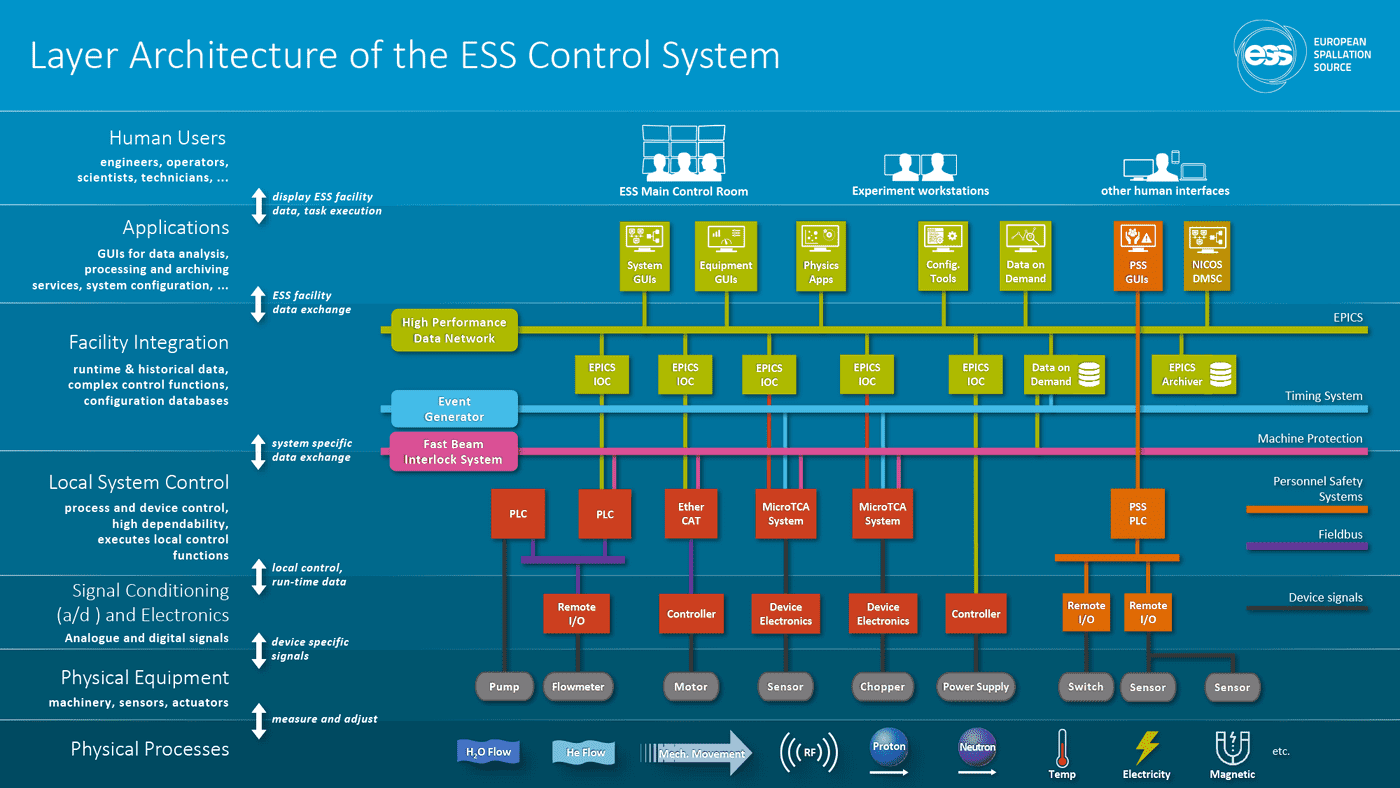 Layer Architecture of the ESS Control System
ess
EUROPEAN
SPALLATION
SOURCE
Human Users
engineers, operators,
scientists, technicians, ...
ESS Main Control Room
Experiment workstations
other human interfaces
display ESS facility
data, task execution
Applications
GUIs for data analysis,
processing and archiving
services, system configuration, ...
System
GUIs
Equipment
GUIs
Physics
Apps
Config.
Tools
Data on
Demand
PSS
GUIs
NICOS
DMSC
ESS facility
data exchange
Facility Integration
runtime & historical data,
complex control functions,
configuration databases
High Performance
Data Network
EPICS
EPICS
IOC
EPICS
IOC
EPICS
IOC
EPICS
IOC
EPICS
IOC
Data on
Demand
EPICS
Archiver
Event
Generator
Timing System
Fast Beam
Interlock System
Machine Protection
system specific
data exchange
Local System Control
process and device control,
high dependability,
executes local control
functions
PLC
PLC
Ether
CAT
MicroTCA
System
MicroTCA
System
PSS
PLC
Personnel Safety
Systems
Fieldbus
local control,
run-time data
Signal Conditioning
(a/d ) and Electronics
Analogue and digital signals
Remote
I/O
Controller
Device
Electronics
Device
Electronics
Controller
Remote
I/O
Remote
I/O
Device signals
device specific
signals
Physical Equipment
machinery, sensors, actuators
Pump
Flowmeter
Motor
Sensor
Chopper
Power Supply
Switch
Sensor
Sensor
measure and adjust
Physical Processes
H₂O Flow
He Flow
Mech. Movement
RF
Proton
Neutron
Temp
Electricity
Magnetic
etc.